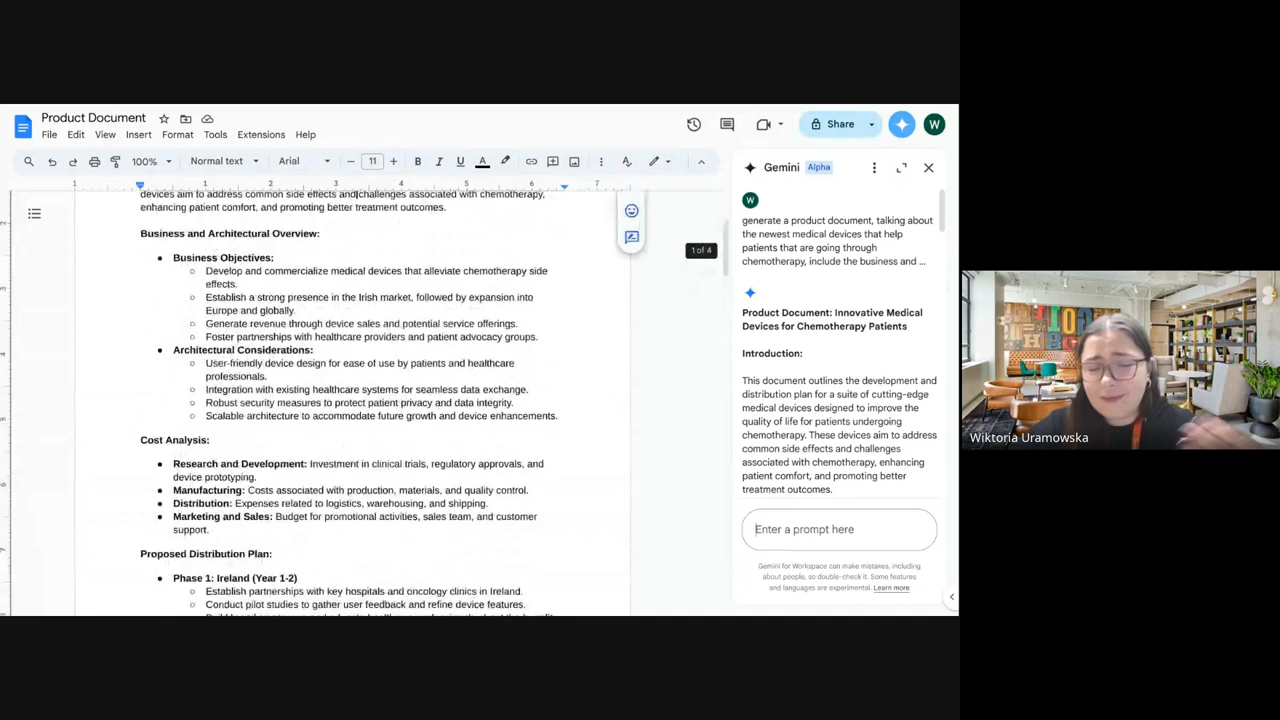 Product Document
File Edit View Insert Format Tools Extensions Help
Share
W
100% Normal text Arial 11 B I U A
1 1 2 3 4 5 6 7
devices aim to address common side effects and challenges associated with chemotherapy,
enhancing patient comfort, and promoting better treatment outcomes.
Business and Architectural Overview:
● Business Objectives:
○ Develop and commercialize medical devices that alleviate chemotherapy side
effects.
○ Establish a strong presence in the Irish market, followed by expansion into
Europe and globally.
○ Generate revenue through device sales and potential service offerings.
○ Foster partnerships with healthcare providers and patient advocacy groups.
● Architectural Considerations:
○ User-friendly device design for ease of use by patients and healthcare
professionals.
○ Integration with existing healthcare systems for seamless data exchange.
○ Robust security measures to protect patient privacy and data integrity.
○ Scalable architecture to accommodate future growth and device enhancements.
Cost Analysis:
● Research and Development: Investment in clinical trials, regulatory approvals, and
device prototyping.
● Manufacturing: Costs associated with production, materials, and quality control.
● Distribution: Expenses related to logistics, warehousing, and shipping.
● Marketing and Sales: Budget for promotional activities, sales team, and customer
support.
Proposed Distribution Plan:
● Phase 1: Ireland (Year 1-2)
○ Establish partnerships with key hospitals and oncology clinics in Ireland.
○ Conduct pilot studies to gather user feedback and refine device features.
1 of 4
Gemini Alpha
W
generate a product document, talking about
the newest medical devices that help
patients that are going through
chemotherapy, include the business and ...
Product Document: Innovative Medical
Devices for Chemotherapy Patients
Introduction:
This document outlines the development and
distribution plan for a suite of cutting-edge
medical devices designed to improve the
quality of life for patients undergoing
chemotherapy. These devices aim to address
common side effects and challenges
associated with chemotherapy, enhancing
patient comfort, and promoting better
treatment outcomes.
Enter a prompt here
Gemini for Workspace can make mistakes, including
about people, so double-check it. Some features
and languages are experimental. Learn more
Wiktoria Uramowska